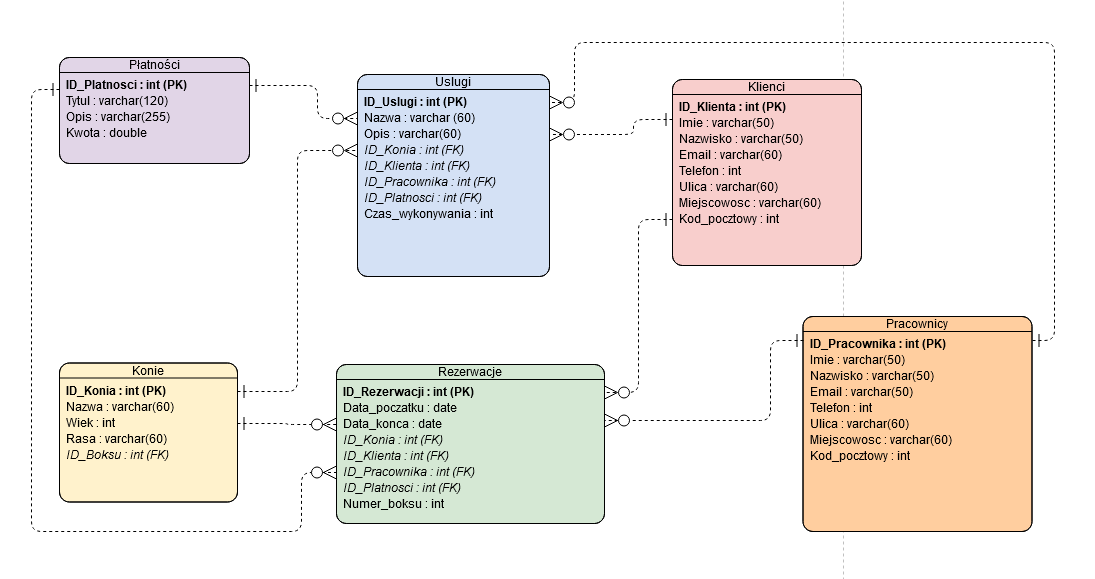 Płatności
ID_Platnosci : int (PK)
Tytul : varchar(120)
Opis : varchar(255)
Kwota : double
Uslugi
ID_Uslugi : int (PK)
Nazwa : varchar (60)
Opis : varchar(60)
ID_Konia : int (FK)
ID_Klienta : int (FK)
ID_Pracownika : int (FK)
ID_Platnosci : int (FK)
Czas_wykonywania : int
Klienci
ID_Klienta : int (PK)
Imie : varchar(50)
Nazwisko : varchar(50)
Email : varchar(60)
Telefon : int
Ulica : varchar(60)
Miejscowosc : varchar(60)
Kod_pocztowy : int
Konie
ID_Konia : int (PK)
Nazwa : varchar(60)
Wiek : int
Rasa : varchar(60)
ID_Boksu : int (FK)
Rezerwacje
ID_Rezerwacji : int (PK)
Data_poczatku : date
Data_konca : date
ID_Konia : int (FK)
ID_Klienta : int (FK)
ID_Pracownika : int (FK)
ID_Platnosci : int (FK)
Numer_boksu : int
Pracownicy
ID_Pracownika : int (PK)
Imie : varchar(50)
Nazwisko : varchar(50)
Email : varchar(50)
Telefon : int
Ulica : varchar(60)
Miejscowosc : varchar(60)
Kod_pocztowy : int